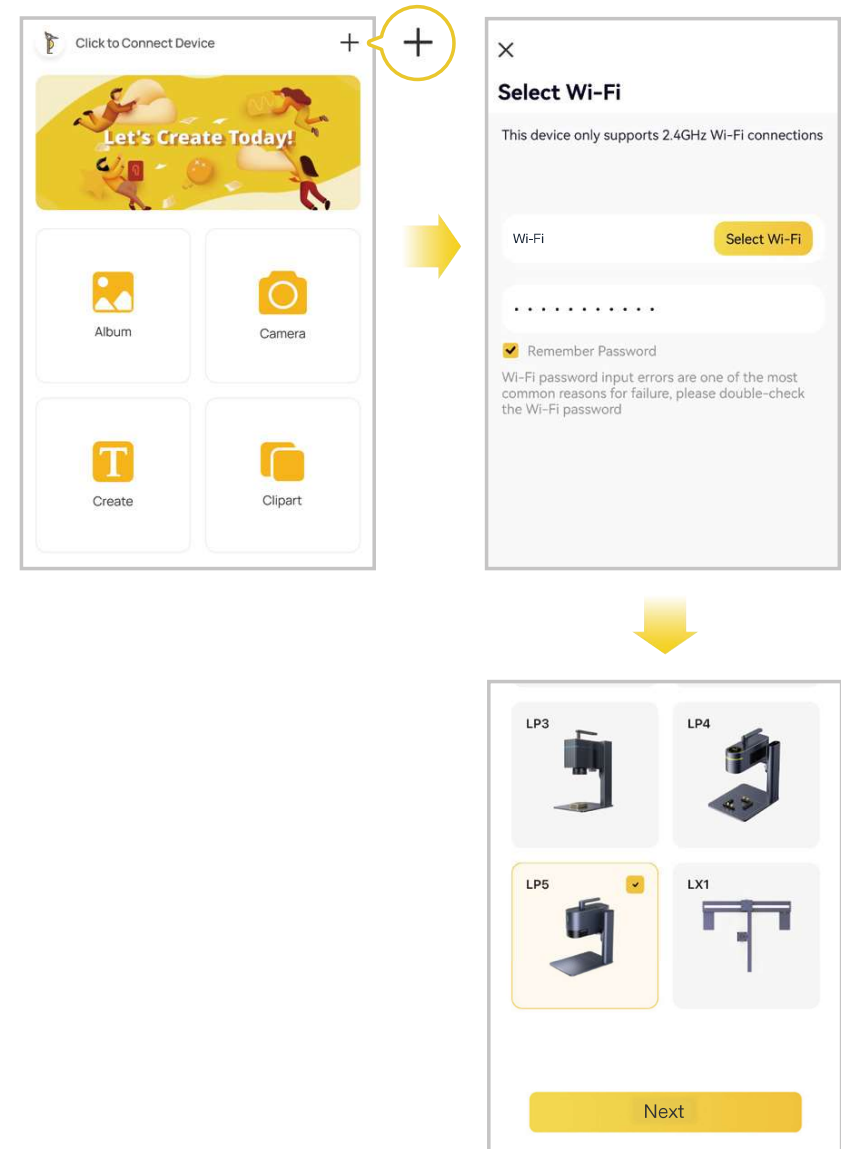 Click to Connect Device
Let's Create Today!
Album
Camera
Create
Clipart
Select Wi-Fi
This device only supports 2.4GHz Wi-Fi connections
Wi-Fi
Select Wi-Fi
Remember Password
Wi-Fi password input errors are one of the most
common reasons for failure, please double-check
the Wi-Fi password
LP3
LP4
LP5
LX1
Next